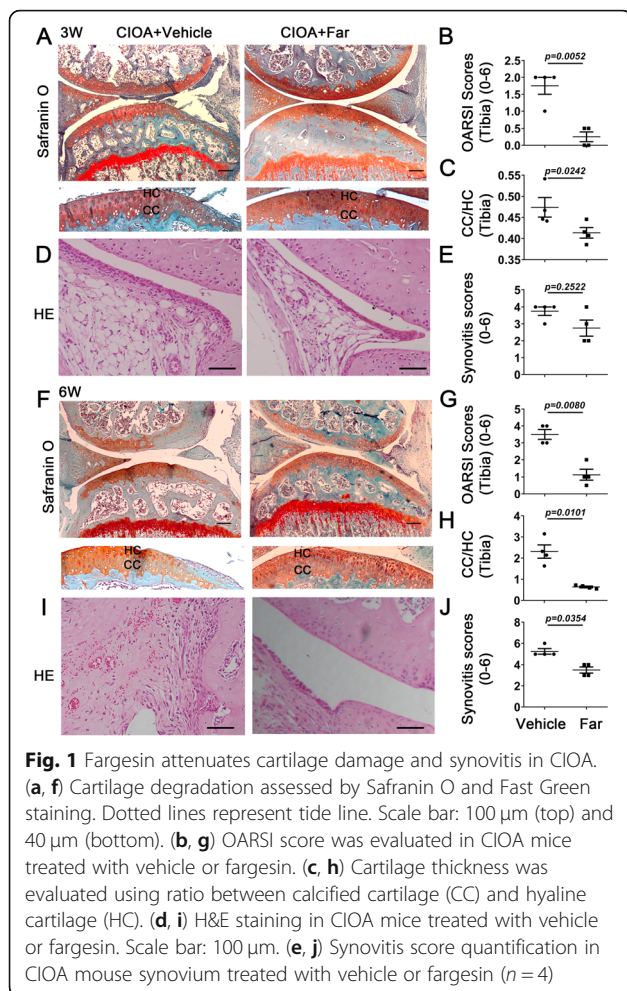 A 3W CIOA+Vehicle CIOA+Far
Safranin O
HC
CC
HC
CC
B
OARSI Scores
(Tibia) (0-6)
2.5
2.0
1.5
1.0
0.5
0.0
p=0.0052
C
CC/HC
(Tibia)
0.55
0.50
0.45
0.40
0.35
p=0.0242
D
HE
E
Synovitis scores
(0-6)
5
4
3
2
1
0
p=0.2522
F 6W
Safranin O
HC
CC
HC
CC
G
OARSI Scores
(Tibia) (0-6)
5
4
3
2
1
0
p=0.0080
H
CC/HC
(Tibia)
4
3
2
1
0
p=0.0101
I
HE
J
Synovitis scores
(0-6)
8
6
4
2
0
p=0.0354
Vehicle Far
Fig. 1 Fargesin attenuates cartilage damage and synovitis in CIOA.
(a, f) Cartilage degradation assessed by Safranin O and Fast Green
staining. Dotted lines represent tide line. Scale bar: 100 μm (top) and
40 μm (bottom). (b, g) OARSI score was evaluated in CIOA mice
treated with vehicle or fargesin. (c, h) Cartilage thickness was
evaluated using ratio between calcified cartilage (CC) and hyaline
cartilage (HC). (d, i) H&E staining in CIOA mice treated with vehicle
or fargesin. Scale bar: 100 μm. (e, j) Synovitis score quantification in
CIOA mouse synovium treated with vehicle or fargesin (n = 4)